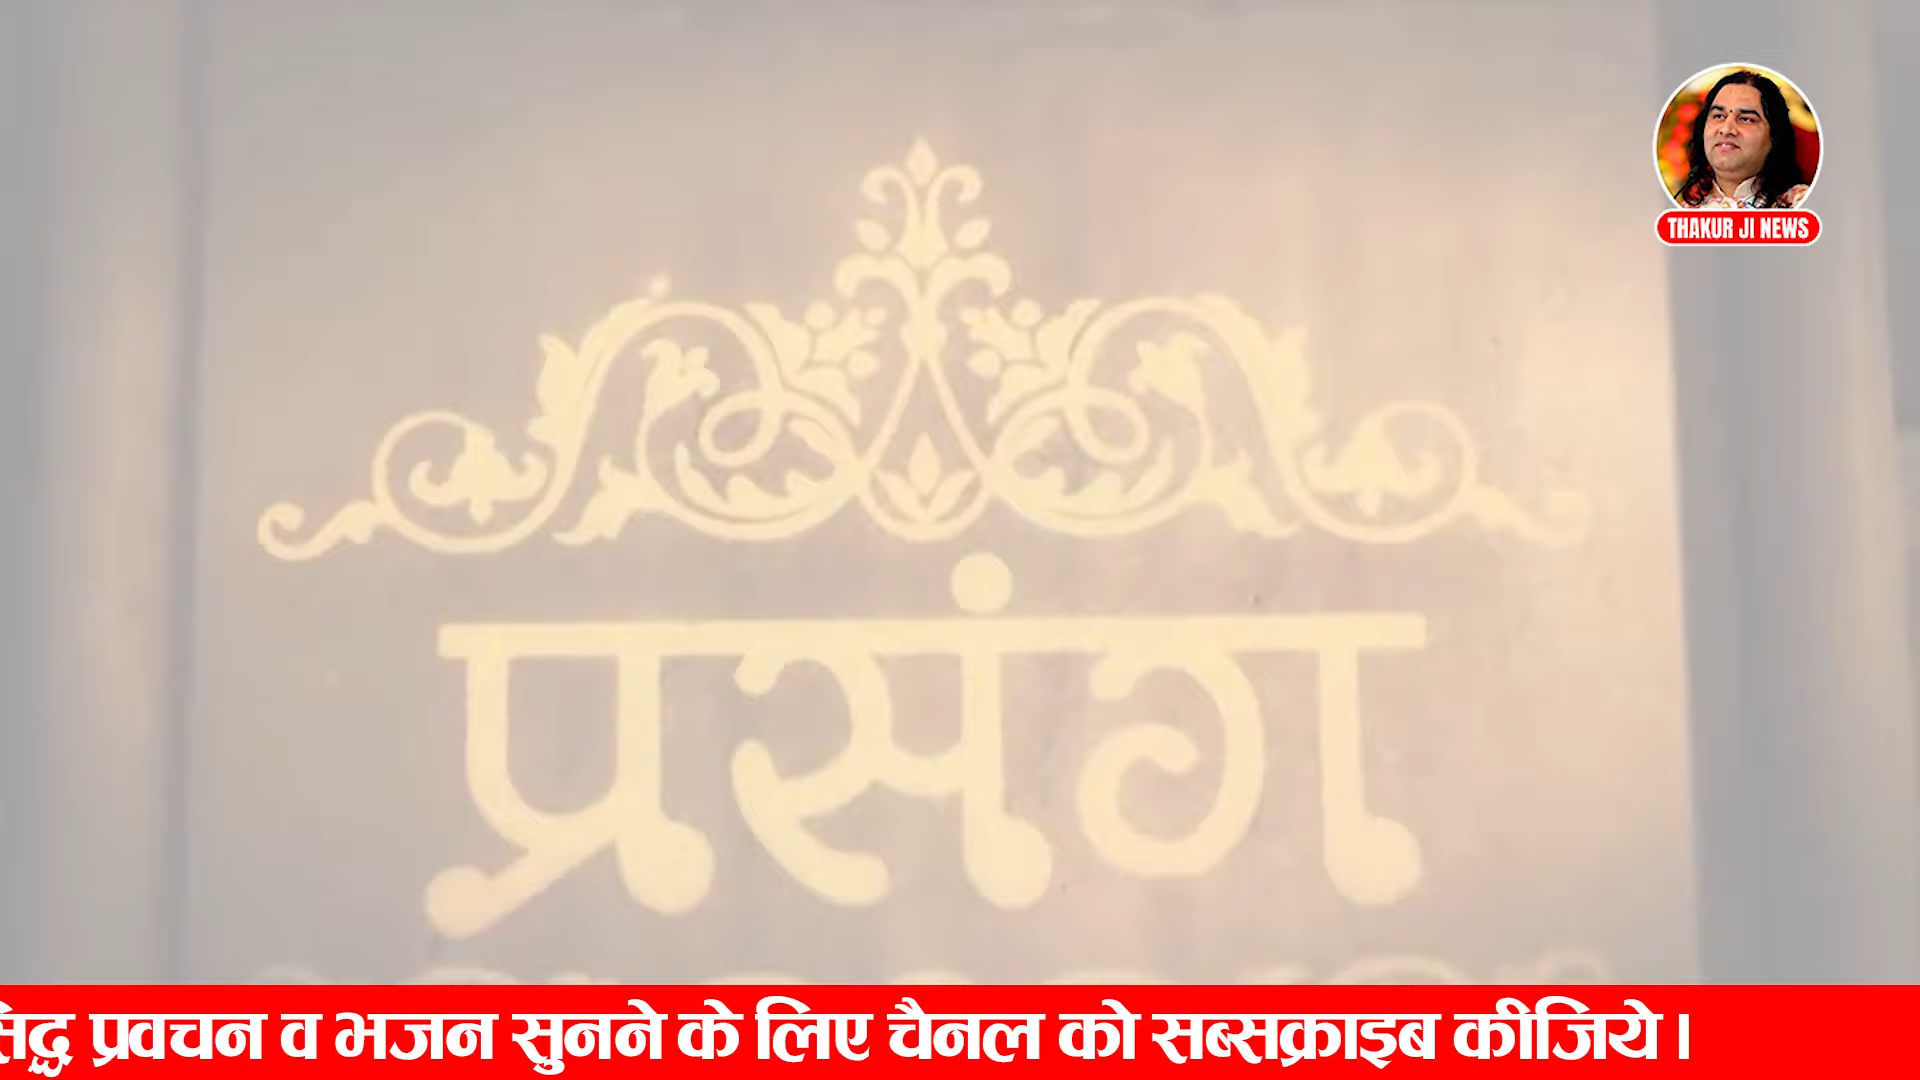 THAKUR JI NEWS
प्रसंग
प्रवचन व भजन सुनने के लिए चैनल को सब्सक्राइब कीजिये।